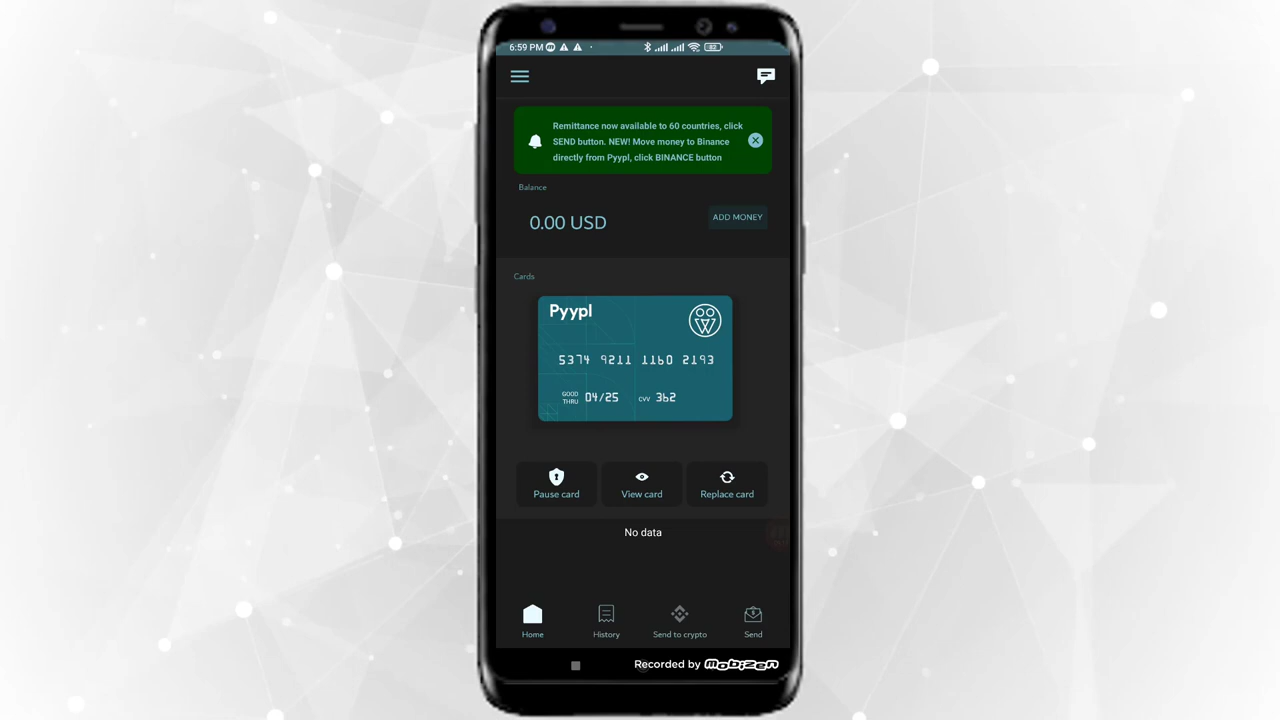 6:59 PM
82
Remittance now available to 60 countries, click
SEND button. NEW! Move money to Binance
directly from Pyypl, click BINANCE button
Balance
0.00 USD
ADD MONEY
Cards
Pyypl
5374 9211 1160 2193
GOOD THRU 04/25 CVV 362
Pause card
View card
Replace card
No data
Home
History
Send to crypto
Send
Recorded by mobizen